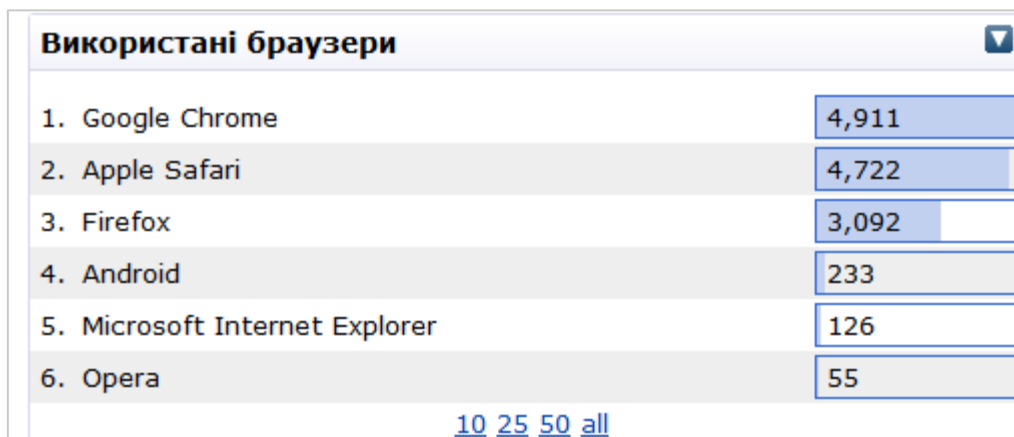 Використані браузери
1. Google Chrome 4,911
2. Apple Safari 4,722
3. Firefox 3,092
4. Android 233
5. Microsoft Internet Explorer 126
6. Opera 55
10 25 50 all